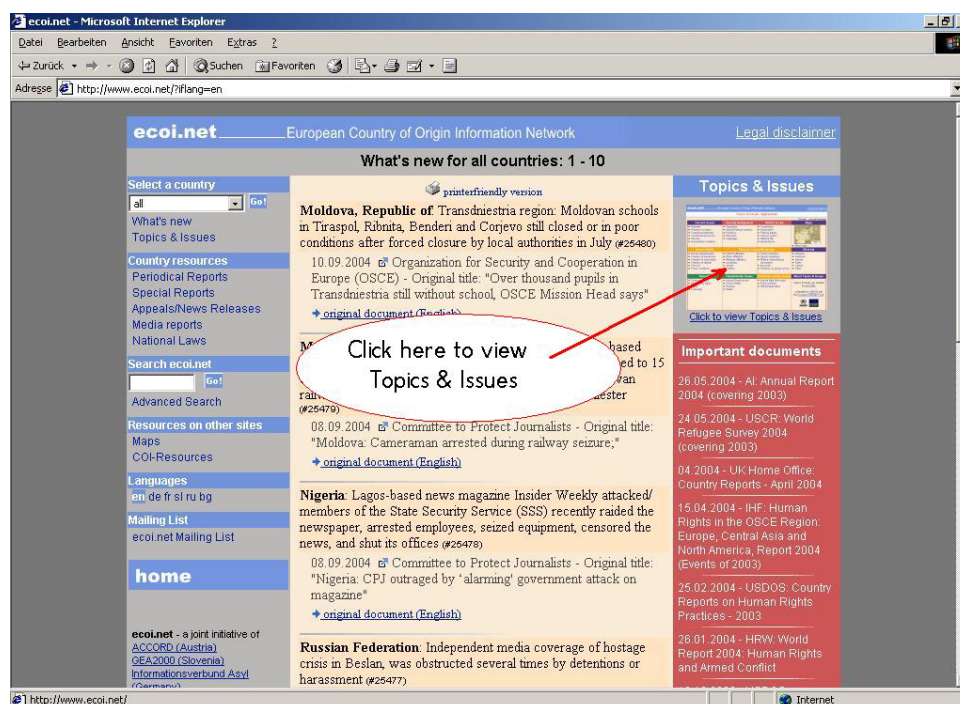 ecoi.net - Microsoft Internet Explorer
Datei Bearbeiten Ansicht Favoriten Extras ?
Zurück Suchen Favoriten
Adresse http://www.ecoi.net/?iflang=en
ecoi.net European Country of Origin Information Network Legal disclaimer
What's new for all countries: 1 - 10
Select a country
all Go!
What's new
Topics & Issues
Country resources
Periodical Reports
Special Reports
Appeals/News Releases
Media reports
National Laws
Search ecoi.net
Go!
Advanced Search
Resources on other sites
Maps
COI-Resources
Languages
en de fr sl ru bg
Mailing List
ecoi.net Mailing List
home
ecoi.net - a joint initiative of
ACCORD (Austria)
GEA2000 (Slovenia)
Informationsverbund Asyl
(Germany)
printerfriendly version
Moldova, Republic of: Transdniestria region: Moldovan schools
in Tiraspol, Ribnita, Benderi and Corjevo still closed or in poor
conditions after forced closure by local authorities in July (#25480)
10.09.2004 Organization for Security and Cooperation in
Europe (OSCE) - Original title: "Over thousand pupils in
Transdniestria still without school, OSCE Mission Head says"
original document (English)
based
ed to 15
van
ester
(#25479)
Click here to view
Topics & Issues
08.09.2004 Committee to Protect Journalists - Original title:
"Moldova: Cameraman arrested during railway seizure;"
original document (English)
Nigeria: Lagos-based news magazine Insider Weekly attacked/
members of the State Security Service (SSS) recently raided the
newspaper, arrested employees, seized equipment, censored the
news, and shut its offices (#25478)
08.09.2004 Committee to Protect Journalists - Original title:
"Nigeria: CPJ outraged by 'alarming' government attack on
magazine"
original document (English)
Russian Federation: Independent media coverage of hostage
crisis in Beslan, was obstructed several times by detentions or
harassment (#25477)
Topics & Issues
Click to view Topics & Issues
Important documents
26.05.2004 - AI: Annual Report
2004 (covering 2003)
24.05.2004 - USCR: World
Refugee Survey 2004
(covering 2003)
04.2004 - UK Home Office:
Country Reports - April 2004
15.04.2004 - IHF: Human
Rights in the OSCE Region:
Europe, Central Asia and
North America, Report 2004
(Events of 2003)
25.02.2004 - USDOS: Country
Reports on Human Rights
Practices - 2003
26.01.2004 - HRW: World
Report 2004: Human Rights
and Armed Conflict
http://www.ecoi.net/ Internet